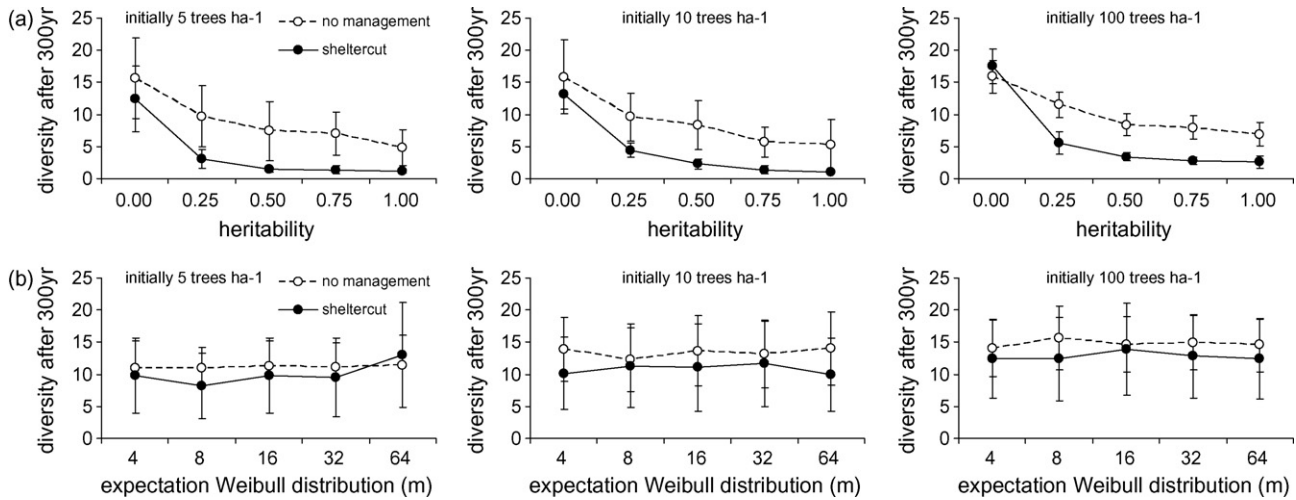 (a)
initially 5 trees ha-1
no management
sheltercut
diversity after 300yr
25
20
15
10
5
0
0.00 0.25 0.50 0.75 1.00
heritability
initially 10 trees ha-1
diversity after 300yr
25
20
15
10
5
0
0.00 0.25 0.50 0.75 1.00
heritability
initially 100 trees ha-1
diversity after 300yr
25
20
15
10
5
0
0.00 0.25 0.50 0.75 1.00
heritability
(b)
initially 5 trees ha-1
no management
sheltercut
diversity after 300yr
25
20
15
10
5
0
4 8 16 32 64
expectation Weibull distribution (m)
initially 10 trees ha-1
diversity after 300yr
25
20
15
10
5
0
4 8 16 32 64
expectation Weibull distribution (m)
initially 100 trees ha-1
diversity after 300yr
25
20
15
10
5
0
4 8 16 32 64
expectation Weibull distribution (m)